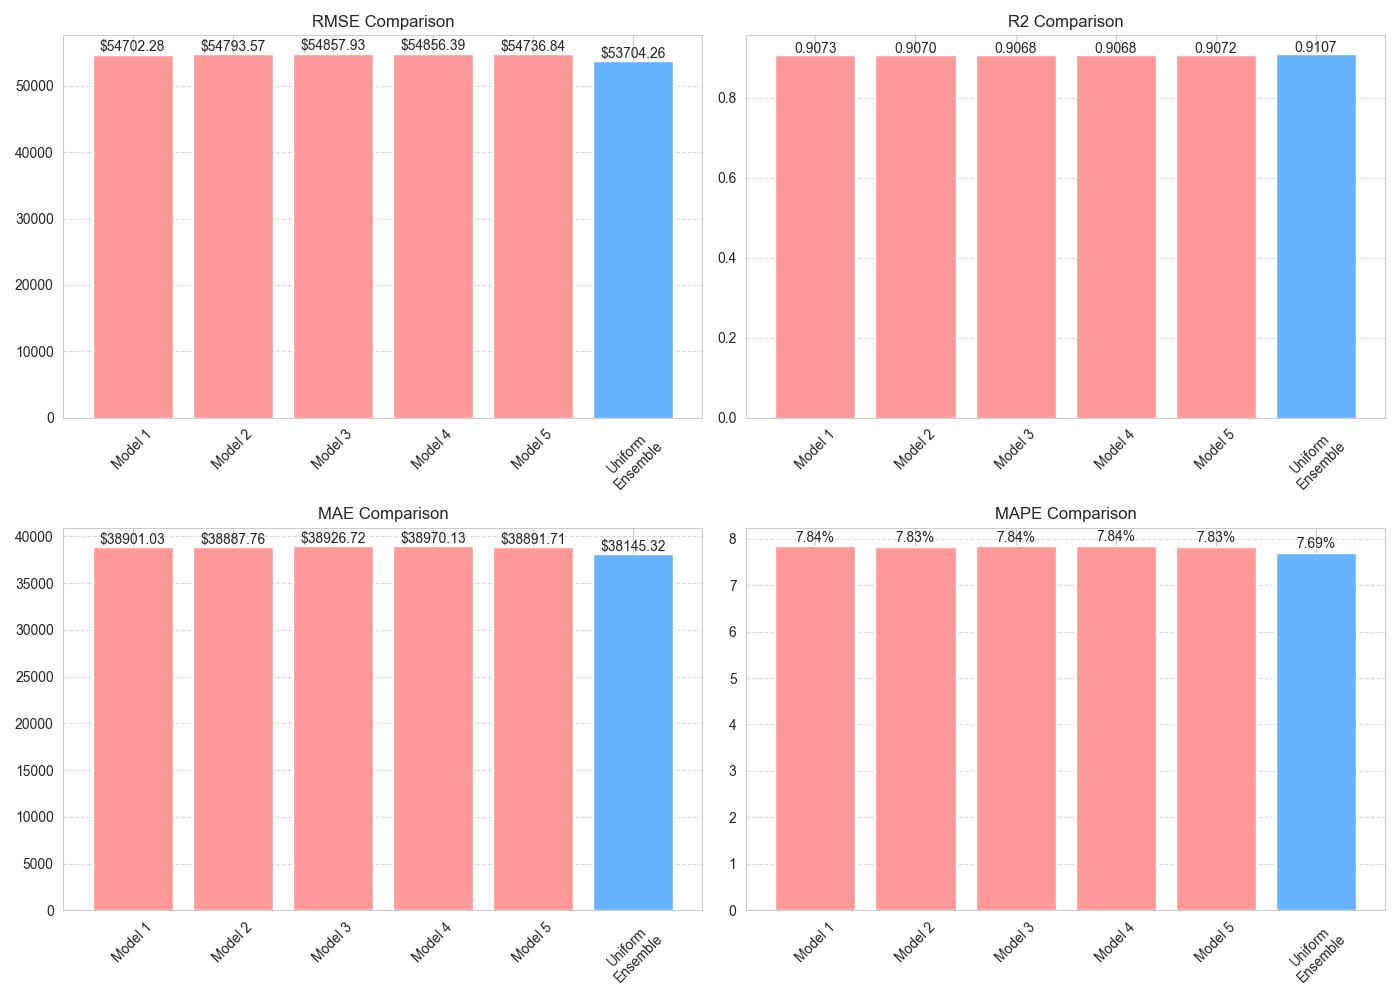 RMSE Comparison
$54702.28 $54793.57 $54857.93 $54856.39 $54736.84 $53704.26
50000
40000
30000
20000
10000
0
Model 1 Model 2 Model 3 Model 4 Model 5 Uniform
Ensemble
R2 Comparison
0.9073 0.9070 0.9068 0.9068 0.9072 0.9107
0.8
0.6
0.4
0.2
0.0
Model 1 Model 2 Model 3 Model 4 Model 5 Uniform
Ensemble
MAE Comparison
$38901.03 $38887.76 $38926.72 $38970.13 $38891.71 $38145.32
40000
35000
30000
25000
20000
15000
10000
5000
0
Model 1 Model 2 Model 3 Model 4 Model 5 Uniform
Ensemble
MAPE Comparison
7.84% 7.83% 7.84% 7.84% 7.83% 7.69%
8
7
6
5
4
3
2
1
0
Model 1 Model 2 Model 3 Model 4 Model 5 Uniform
Ensemble